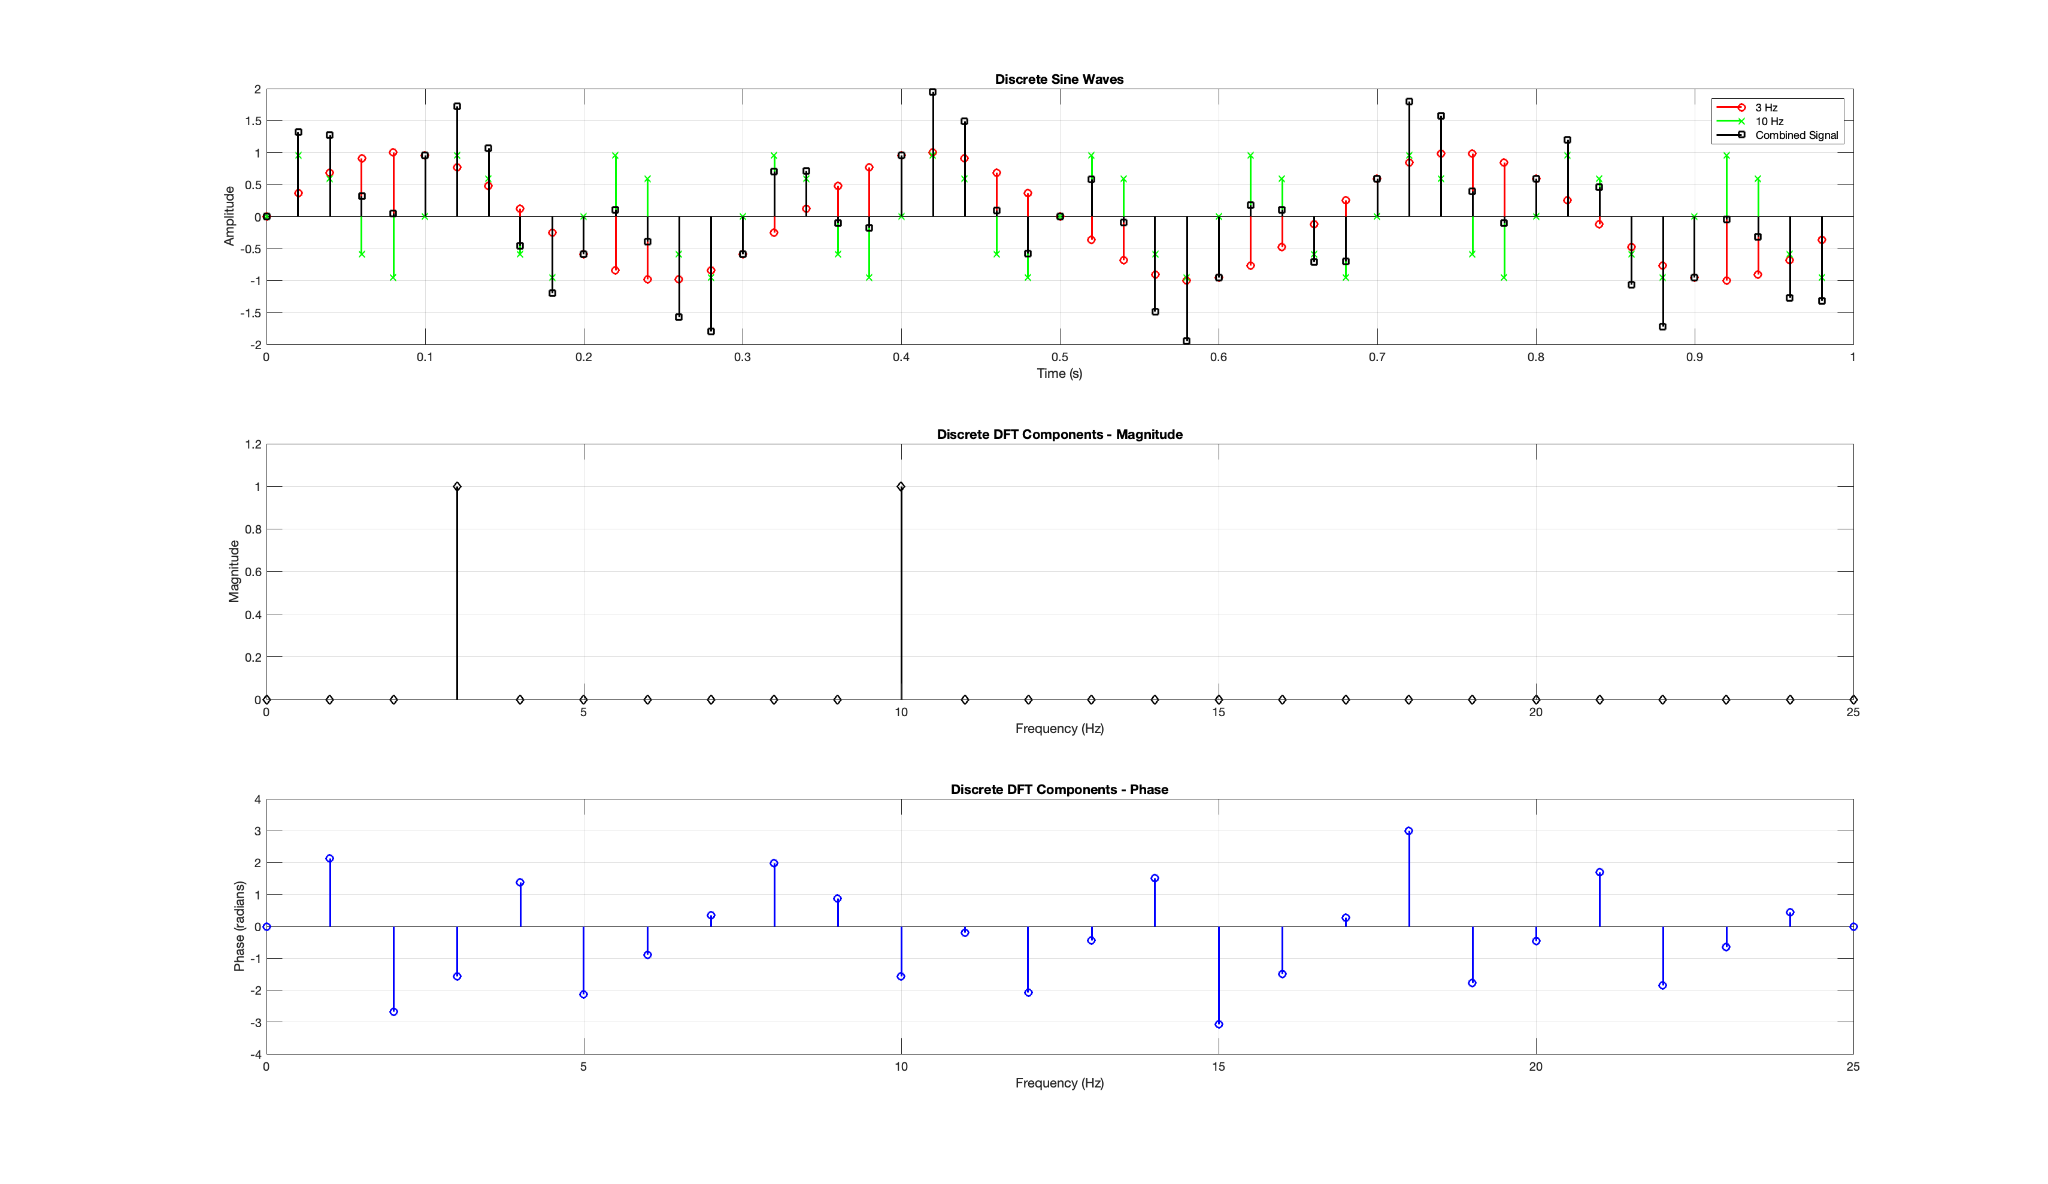 Discrete Sine Waves
2
1.5
1
0.5
0
-0.5
-1
-1.5
-2
Amplitude
3 Hz
10 Hz
Combined Signal
0 0.1 0.2 0.3 0.4 0.5 0.6 0.7 0.8 0.9 1
Time (s)
Discrete DFT Components - Magnitude
1.2
1
0.8
0.6
0.4
0.2
0
Magnitude
0 5 10 15 20 25
Frequency (Hz)
Discrete DFT Components - Phase
4
3
2
1
0
-1
-2
-3
-4
Phase (radians)
0 5 10 15 20 25
Frequency (Hz)